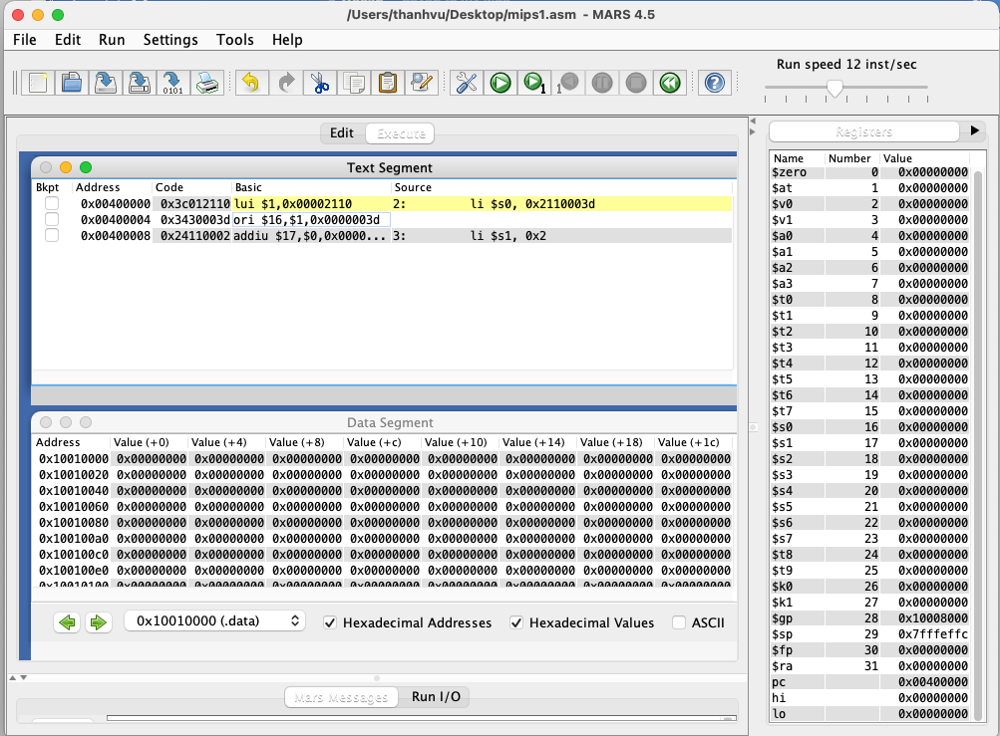 /Users/thanhvu/Desktop/mips1.asm - MARS 4.5
File Edit Run Settings Tools Help
Run speed 12 inst/sec
0101
1
1
Edit Execute
Text Segment
Bkpt Address Code Basic Source
0x00400000 0x3c012110 lui $1,0x00002110 2: li $s0, 0x2110003d
0x00400004 0x3430003d ori $16,$1,0x0000003d
0x00400008 0x24110002 addiu $17,$0,0x0000... 3: li $s1, 0x2
Data Segment
Address Value (+0) Value (+4) Value (+8) Value (+c) Value (+10) Value (+14) Value (+18) Value (+1c)
0x10010000 0x00000000 0x00000000 0x00000000 0x00000000 0x00000000 0x00000000 0x00000000 0x00000000
0x10010020 0x00000000 0x00000000 0x00000000 0x00000000 0x00000000 0x00000000 0x00000000 0x00000000
0x10010040 0x00000000 0x00000000 0x00000000 0x00000000 0x00000000 0x00000000 0x00000000 0x00000000
0x10010060 0x00000000 0x00000000 0x00000000 0x00000000 0x00000000 0x00000000 0x00000000 0x00000000
0x10010080 0x00000000 0x00000000 0x00000000 0x00000000 0x00000000 0x00000000 0x00000000 0x00000000
0x100100a0 0x00000000 0x00000000 0x00000000 0x00000000 0x00000000 0x00000000 0x00000000 0x00000000
0x100100c0 0x00000000 0x00000000 0x00000000 0x00000000 0x00000000 0x00000000 0x00000000 0x00000000
0x100100e0 0x00000000 0x00000000 0x00000000 0x00000000 0x00000000 0x00000000 0x00000000 0x00000000
0x10010100 0x00000000 0x00000000 0x00000000 0x00000000 0x00000000 0x00000000 0x00000000 0x00000000
0x10010000 (.data) Hexadecimal Addresses Hexadecimal Values ASCII
Mars Messages Run I/O
Registers
Name Number Value
$zero 0 0x00000000
$at 1 0x00000000
$v0 2 0x00000000
$v1 3 0x00000000
$a0 4 0x00000000
$a1 5 0x00000000
$a2 6 0x00000000
$a3 7 0x00000000
$t0 8 0x00000000
$t1 9 0x00000000
$t2 10 0x00000000
$t3 11 0x00000000
$t4 12 0x00000000
$t5 13 0x00000000
$t6 14 0x00000000
$t7 15 0x00000000
$s0 16 0x00000000
$s1 17 0x00000000
$s2 18 0x00000000
$s3 19 0x00000000
$s4 20 0x00000000
$s5 21 0x00000000
$s6 22 0x00000000
$s7 23 0x00000000
$t8 24 0x00000000
$t9 25 0x00000000
$k0 26 0x00000000
$k1 27 0x00000000
$gp 28 0x10008000
$sp 29 0x7fffeffc
$fp 30 0x00000000
$ra 31 0x00000000
pc 0x00400000
hi 0x00000000
lo 0x00000000